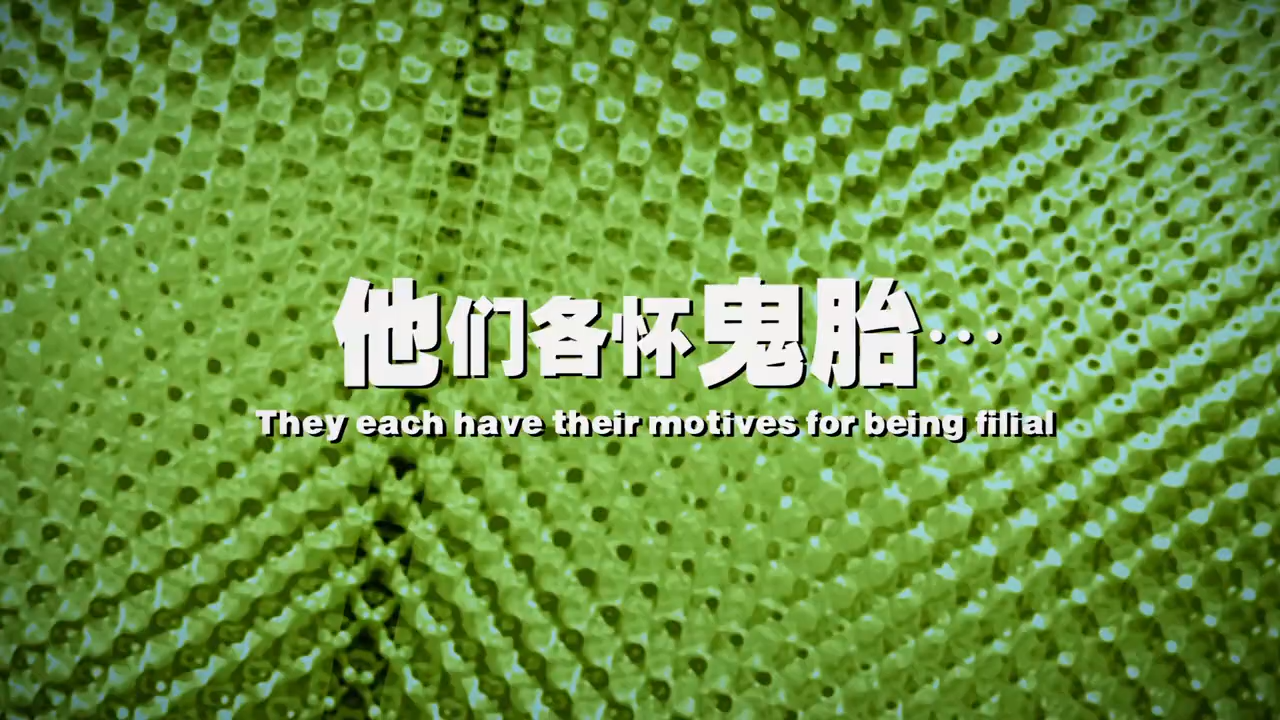 他们各怀鬼胎…
They each have their motives for being filial